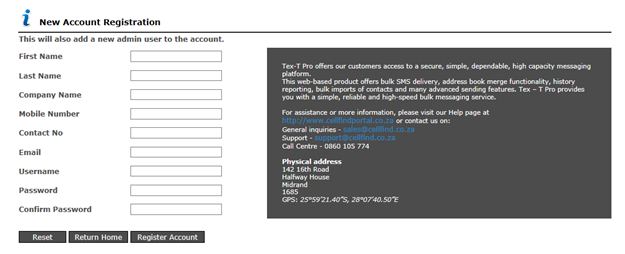 i New Account Registration
This will also add a new admin user to the account.
First Name
Last Name
Company Name
Mobile Number
Contact No
Email
Username
Password
Confirm Password
Reset Return Home Register Account
Tex-T Pro offers our customers access to a secure, simple, dependable, high capacity messaging
platform.
This web-based product offers bulk SMS delivery, address book merge functionality, history
reporting, bulk imports of contacts and many advanced sending features. Tex – T Pro provides
you with a simple, reliable and high-speed bulk messaging service.
For assistance or more information, please visit our Help page at
http://www.cellfindportal.co.za or contact us on:
General inquiries - sales@cellfind.co.za
Support - support@cellfind.co.za
Call Centre - 0860 105 774
Physical address
142 16th Road
Halfway House
Midrand
1685
GPS: 25°59'21.40"S, 28°07'40.50"E